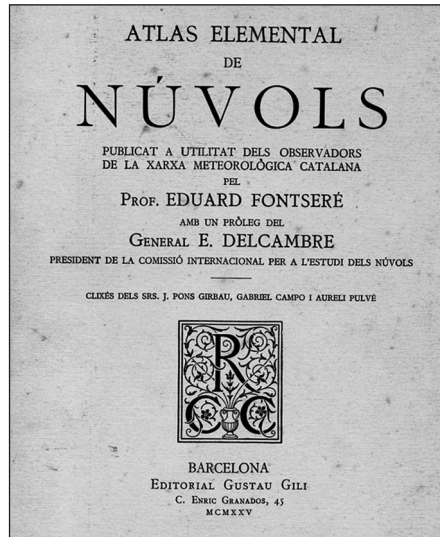 ATLAS ELEMENTAL
DE
NÚVOLS
PUBLICAT A UTILITAT DELS OBSERVADORS
DE LA XARXA METEOROLÒGICA CATALANA
PEL
PROF. EDUARD FONTSERÉ
AMB UN PRÒLEG DEL
GENERAL E. DELCAMBRE
PRESIDENT DE LA COMISSIÓ INTERNACIONAL PER A L'ESTUDI DELS NÚVOLS
CLIXÉS DELS SRS. J. PONS GIRBAU, GABRIEL CAMPO I AURELI PULVÉ
R
C C
BARCELONA
EDITORIAL GUSTAU GILI
C. ENRIC GRANADOS, 45
MCMXXV